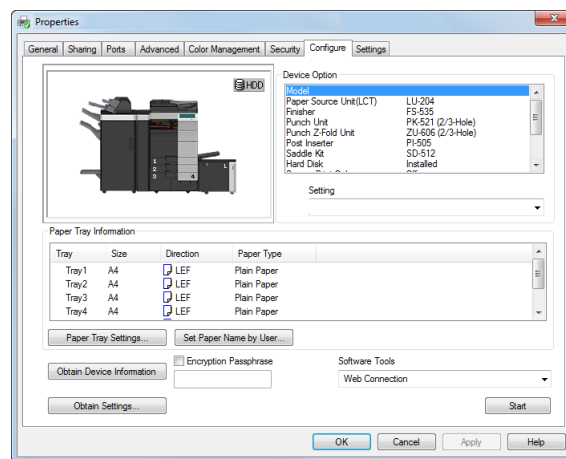 Properties
General Sharing Ports Advanced Color Management Security Configure Settings
HDD
1
2
3
4
L
Device Option
Model
Paper Source Unit(LCT) LU-204
Finisher FS-535
Punch Unit PK-521 (2/3-Hole)
Punch Z-Fold Unit ZU-606 (2/3-Hole)
Post Inserter PI-505
Saddle Kit SD-512
Hard Disk Installed
Setting
Paper Tray Information
Tray Size Direction Paper Type
Tray1 A4 LEF Plain Paper
Tray2 A4 LEF Plain Paper
Tray3 A4 LEF Plain Paper
Tray4 A4 LEF Plain Paper
Paper Tray Settings... Set Paper Name by User...
Obtain Device Information Encryption Passphrase Software Tools
Web Connection
Obtain Settings... Start
OK Cancel Apply Help